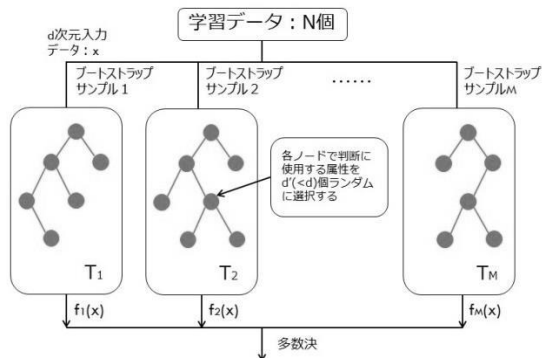 学習データ：N個
d次元入力
データ：x
ブートストラップ
サンプル1
ブートストラップ
サンプル2
……
ブートストラップ
サンプルM
各ノードで判断に
使用する属性を
d'(<d)個ランダム
に選択する
T1
T2
TM
f1(x)
f2(x)
fM(x)
多数決